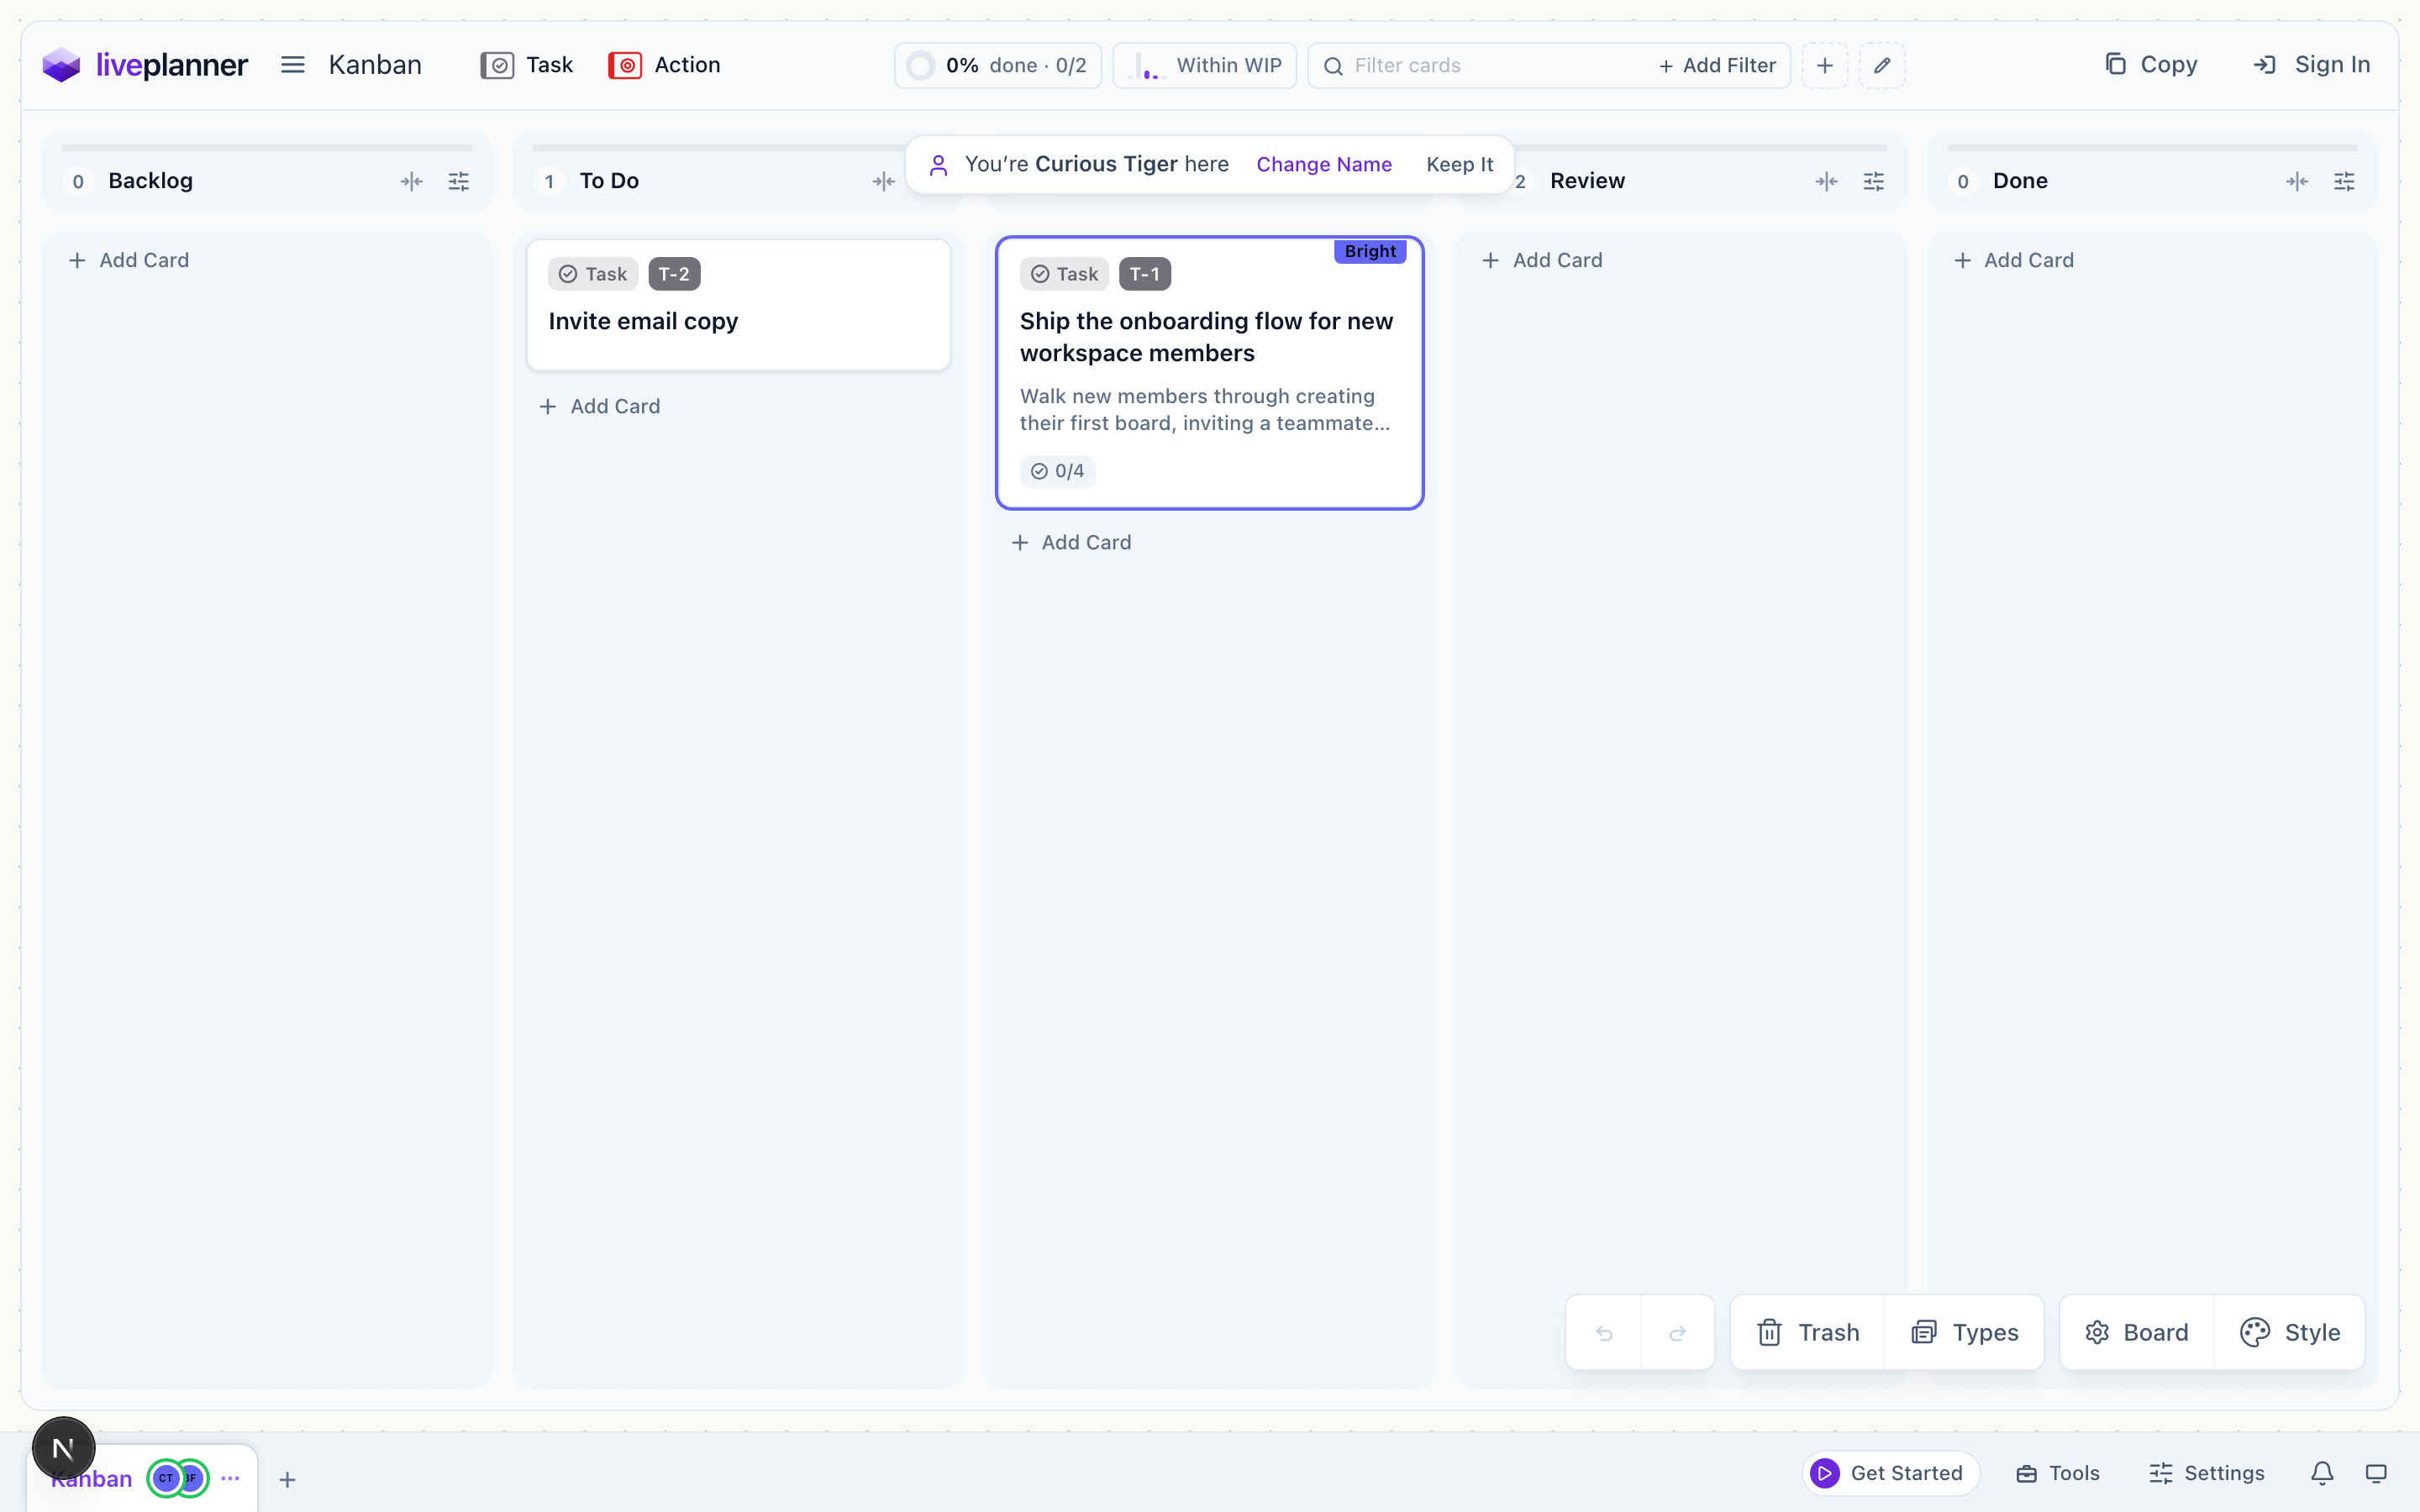 liveplanner
Kanban
Task
Action
0% done · 0/2
Within WIP
Filter cards
+ Add Filter
Copy
Sign In
You're Curious Tiger here
Change Name
Keep It
0 Backlog
1 To Do
2 Review
0 Done
+ Add Card
Task T-2
Invite email copy
+ Add Card
Bright
Task T-1
Ship the onboarding flow for new
workspace members
Walk new members through creating
their first board, inviting a teammate...
0/4
+ Add Card
+ Add Card
+ Add Card
Trash
Types
Board
Style
N
Kanban
CT
BF
Get Started
Tools
Settings